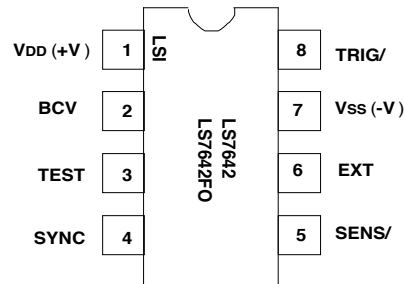 VDD (+V) 1 LSI 8 TRIG/
BCV 2 7 VSS (-V)
LS7642
LS7642FO
TEST 3 6 EXT
SYNC 4 5 SENS/